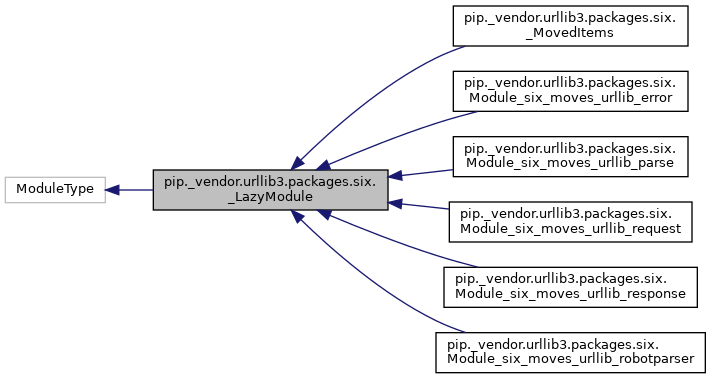 pip._vendor.urllib3.packages.six.
_MovedItems
pip._vendor.urllib3.packages.six.
Module_six_moves_urllib_error
pip._vendor.urllib3.packages.six.
Module_six_moves_urllib_parse
ModuleType
pip._vendor.urllib3.packages.six.
_LazyModule
pip._vendor.urllib3.packages.six.
Module_six_moves_urllib_request
pip._vendor.urllib3.packages.six.
Module_six_moves_urllib_response
pip._vendor.urllib3.packages.six.
Module_six_moves_urllib_robotparser